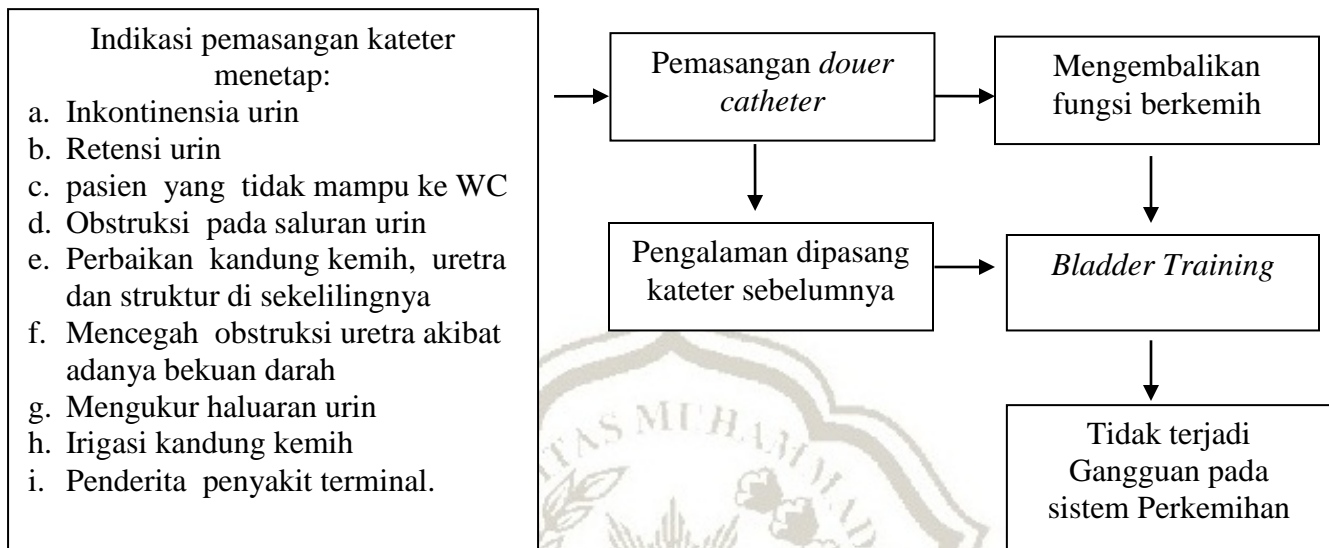 Indikasi pemasangan kateter
menetap:
a. Inkontinensia urin
b. Retensi urin
c. pasien yang tidak mampu ke WC
d. Obstruksi pada saluran urin
e. Perbaikan kandung kemih, uretra
dan struktur di sekelilingnya
f. Mencegah obstruksi uretra akibat
adanya bekuan darah
g. Mengukur haluaran urin
h. Irigasi kandung kemih
i. Penderita penyakit terminal.
Pemasangan douer
catheter
Mengembalikan
fungsi berkemih
Pengalaman dipasang
kateter sebelumnya
Bladder Training
Tidak terjadi
Gangguan pada
sistem Perkemihan